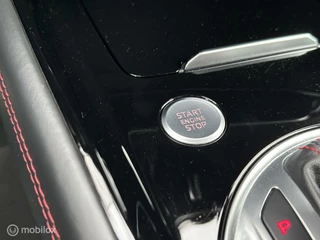 START
ENGINE
STOP
P
© mobilox